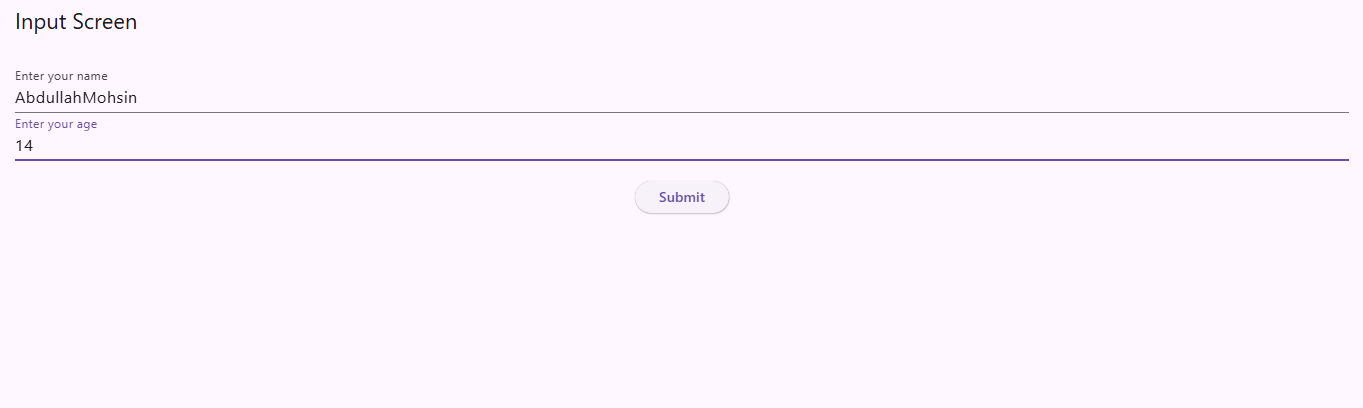 Input Screen
Enter your name
AbdullahMohsin
Enter your age
14
Submit